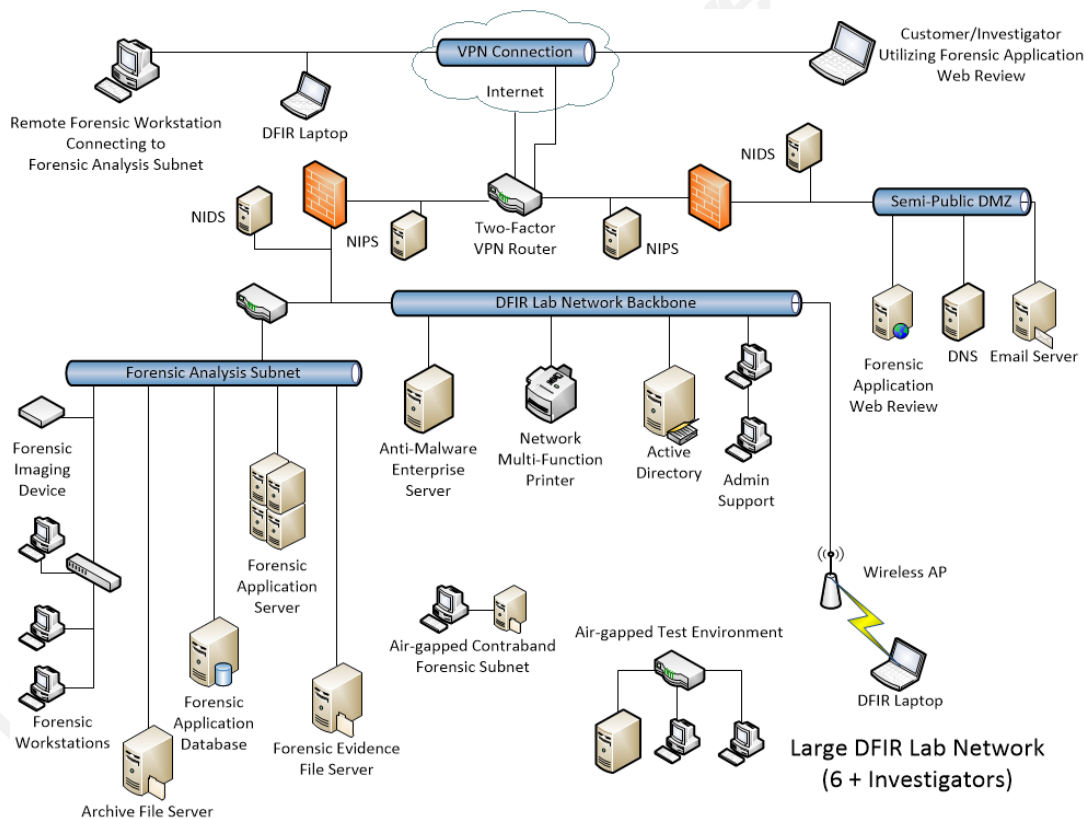 VPN Connection
Internet
Customer/Investigator
Utilizing Forensic Application
Web Review
Remote Forensic Workstation
Connecting to
Forensic Analysis Subnet
DFIR Laptop
NIDS
NIPS
Two-Factor
VPN Router
NIPS
NIDS
Semi-Public DMZ
DFIR Lab Network Backbone
Forensic
Application
Web Review
DNS
Email Server
Forensic Analysis Subnet
Forensic
Imaging
Device
Anti-Malware
Enterprise
Server
Network
Multi-Function
Printer
Active
Directory
Admin
Support
Forensic
Application
Server
Wireless AP
Air-gapped Contraband
Forensic Subnet
Air-gapped Test Environment
DFIR Laptop
Forensic
Workstations
Forensic
Application
Database
Forensic Evidence
File Server
Archive File Server
Large DFIR Lab Network
(6 + Investigators)